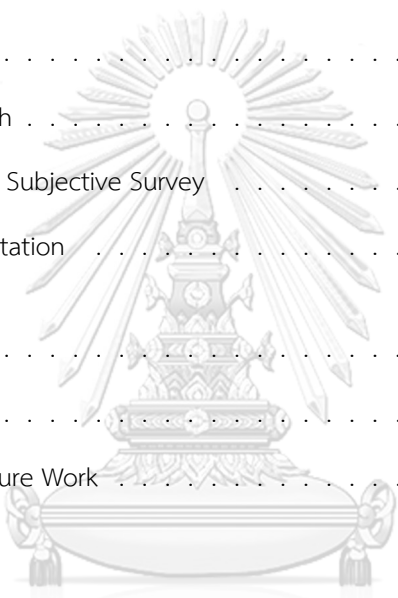 . . . . . . . . . . . . . . . . . .
h . . . . . . . . . . . . . . . . .
Subjective Survey . . . . . . . .
tation . . . . . . . . . . . . . .
. . . . . . . . . . . . . . . . . .
. . . . . . . . . . . . . . . . . .
ure Work . . . . . . . . . . . . .